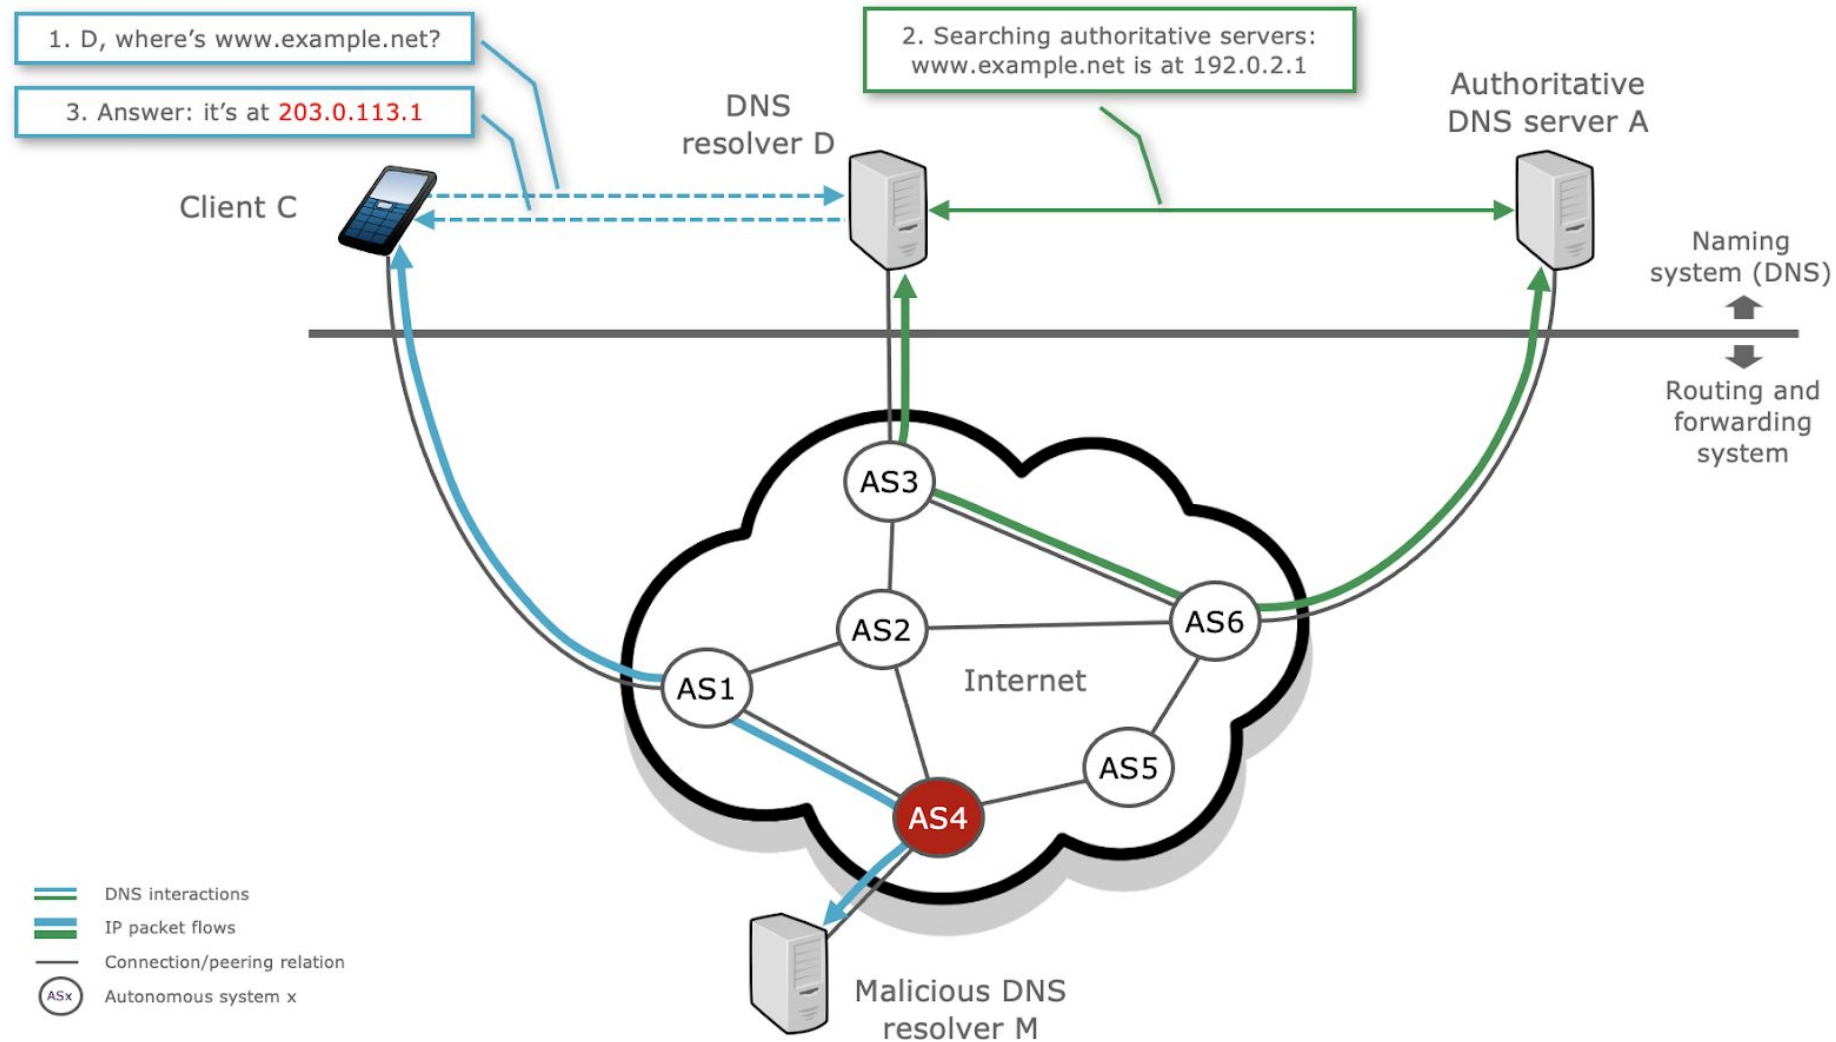 1. D, where’s www.example.net?
3. Answer: it’s at 203.0.113.1
2. Searching authoritative servers:
www.example.net is at 192.0.2.1
DNS
resolver D
Authoritative
DNS server A
Client C
Naming
system (DNS)
Routing and
forwarding
system
AS3
AS2
AS6
AS1
Internet
AS5
AS4
DNS interactions
IP packet flows
Connection/peering relation
ASx
Autonomous system x
Malicious DNS
resolver M